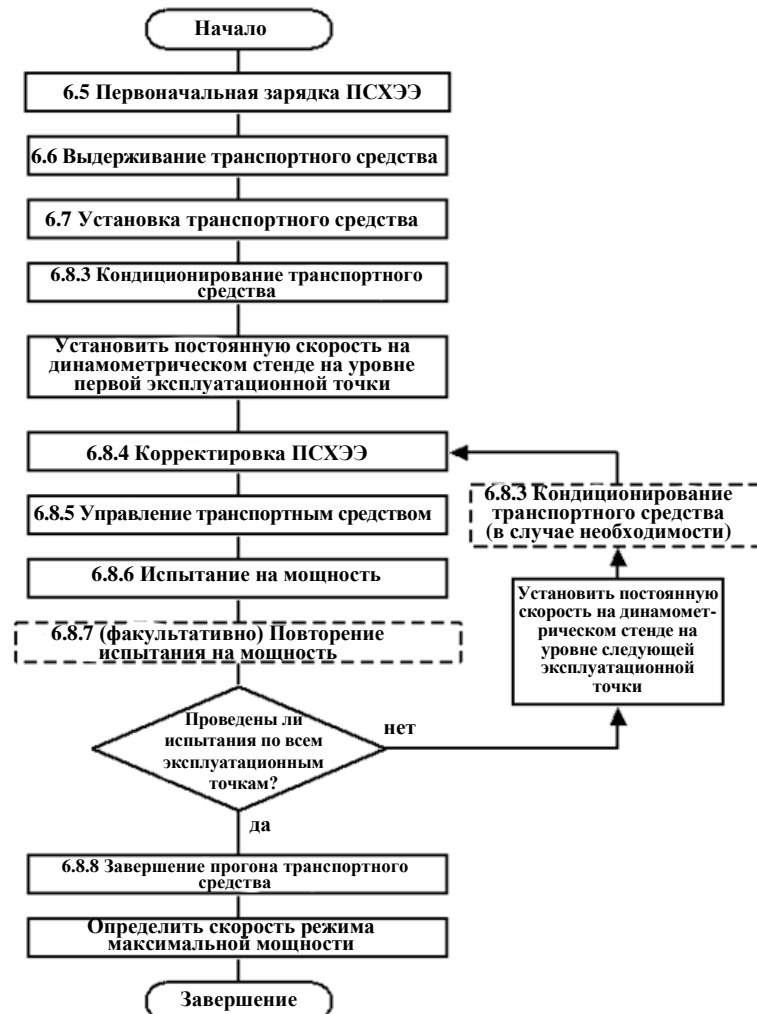 Начало
6.5 Первоначальная зарядка ПСХЭЭ
6.6 Выдерживание транспортного средства
6.7 Установка транспортного средства
6.8.3 Кондиционирование транспортного
средства
Установить постоянную скорость на
динамометрическом стенде на уровне
первой эксплуатационной точки
6.8.4 Корректировка ПСХЭЭ
6.8.5 Управление транспортным средством
6.8.6 Испытание на мощность
6.8.7 (факультативно) Повторение
испытания на мощность
Проведены ли
испытания по всем
эксплуатационным
точкам?
нет
Установить постоянную
скорость на динамомет-
рическом стенде на
уровне следующей
эксплуатационной
точки
6.8.3 Кондиционирование
транспортного средства
(в случае необходимости)
да
6.8.8 Завершение прогона транспортного
средства
Определить скорость режима
максимальной мощности
Завершение